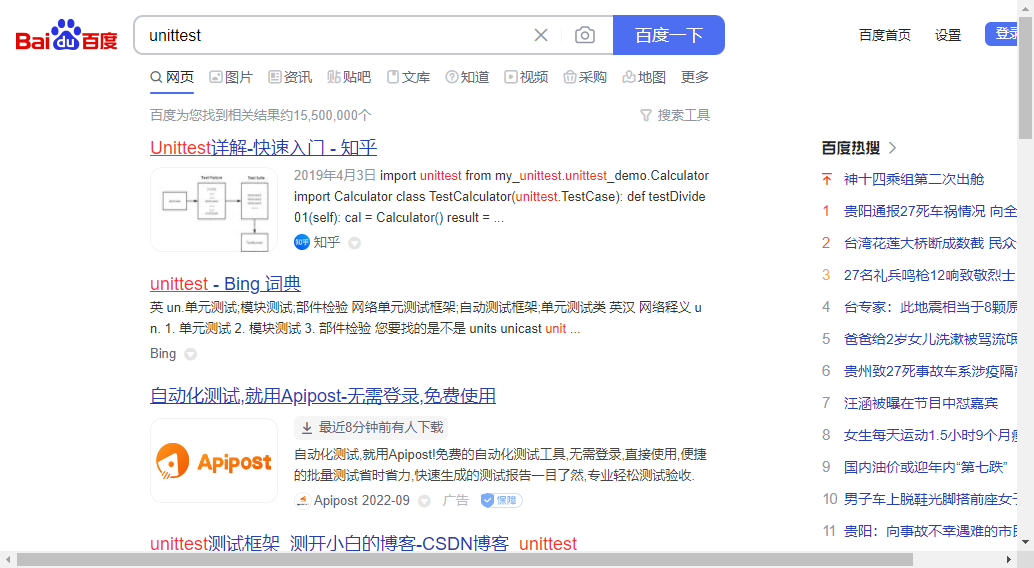 Bai du 百度
unittest
百度一下
百度首页 设置 登录
网页 图片 资讯 贴吧 文库 知道 视频 采购 地图 更多
百度为您找到相关结果约15,500,000个
搜索工具
Unittest详解-快速入门 - 知乎
Test Fixture Test Suite
2019年4月3日 import unittest from my_unittest.unittest_demo.Calculator
import Calculator class TestCalculator(unittest.TestCase): def testDivide
01(self): cal = Calculator() result = ...
知乎 知乎
unittest - Bing 词典
英 un.单元测试;模块测试;部件检验 网络单元测试框架;自动测试框架;单元测试类 英汉 网络释义 u
n. 1. 单元测试 2. 模块测试 3. 部件检验 您要找的是不是 units unicast unit ...
Bing
自动化测试,就用Apipost-无需登录,免费使用
Apipost
最近8分钟前有人下载
自动化测试,就用Apipost!免费的自动化测试工具,无需登录,直接使用,便捷
的批量测试省时省力,快速生成的测试报告一目了然,专业轻松测试验收.
Apipost 2022-09 广告 保障
unittest测试框架_测开小白的博客-CSDN博客_unittest
百度热搜
神十四乘组第二次出舱
1 贵阳通报27死车祸情况 向全
2 台湾花莲大桥断成数截 民众
3 27名礼兵鸣枪12响致敬烈士
4 台专家：此地震相当于8颗原
5 爸爸给2岁女儿洗漱被骂流氓
6 贵州致27死事故车系涉疫隔离
7 汪涵被曝在节目中怼嘉宾
8 女生每天运动1.5小时9个月瘦
9 国内油价或迎年内“第七跌”
10 男子车上脱鞋光脚搭前座女子
11 贵阳：向事故不幸遇难的市民